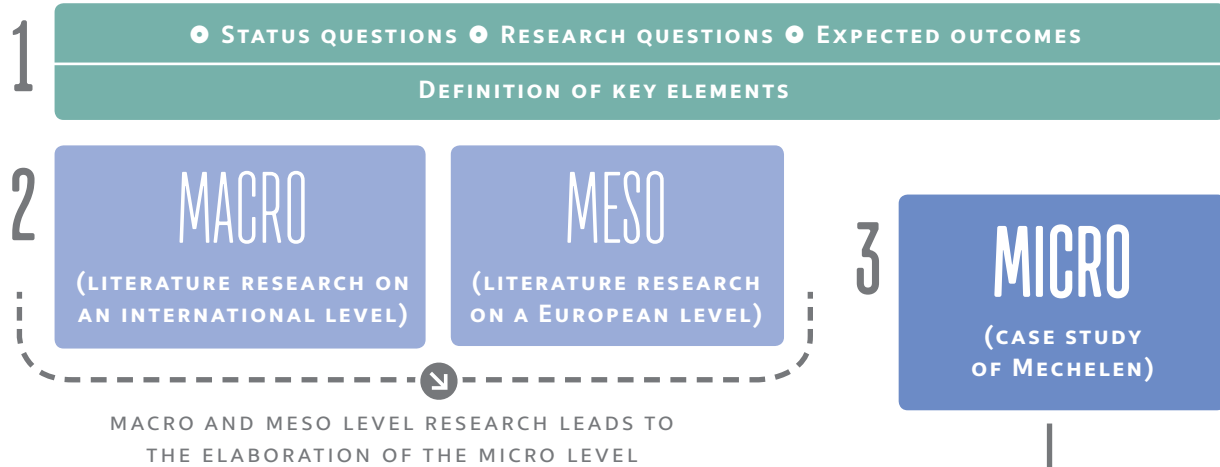 1
Status questions Research questions Expected outcomes
Definition of key elements
2
MACRO
(literature research on
an international level)
MESO
(literature research
on a European level)
3
MICRO
(case study
of Mechelen)
MACRO AND MESO LEVEL RESEARCH LEADS TO
THE ELABORATION OF THE MICRO LEVEL